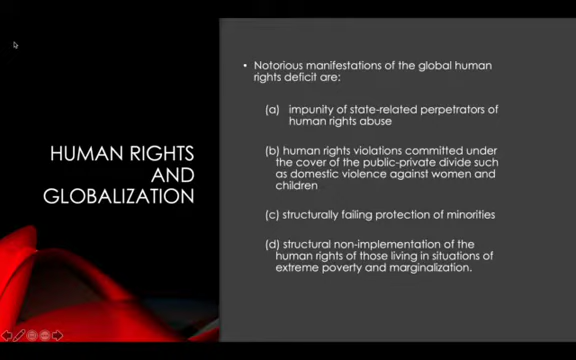 HUMAN RIGHTS
AND
GLOBALIZATION
• Notorious manifestations of the global human
rights deficit are:
(a) impunity of state-related perpetrators of
human rights abuse
(b) human rights violations committed under
the cover of the public-private divide such
as domestic violence against women and
children
(c) structurally failing protection of minorities
(d) structural non-implementation of the
human rights of those living in situations of
extreme poverty and marginalization.